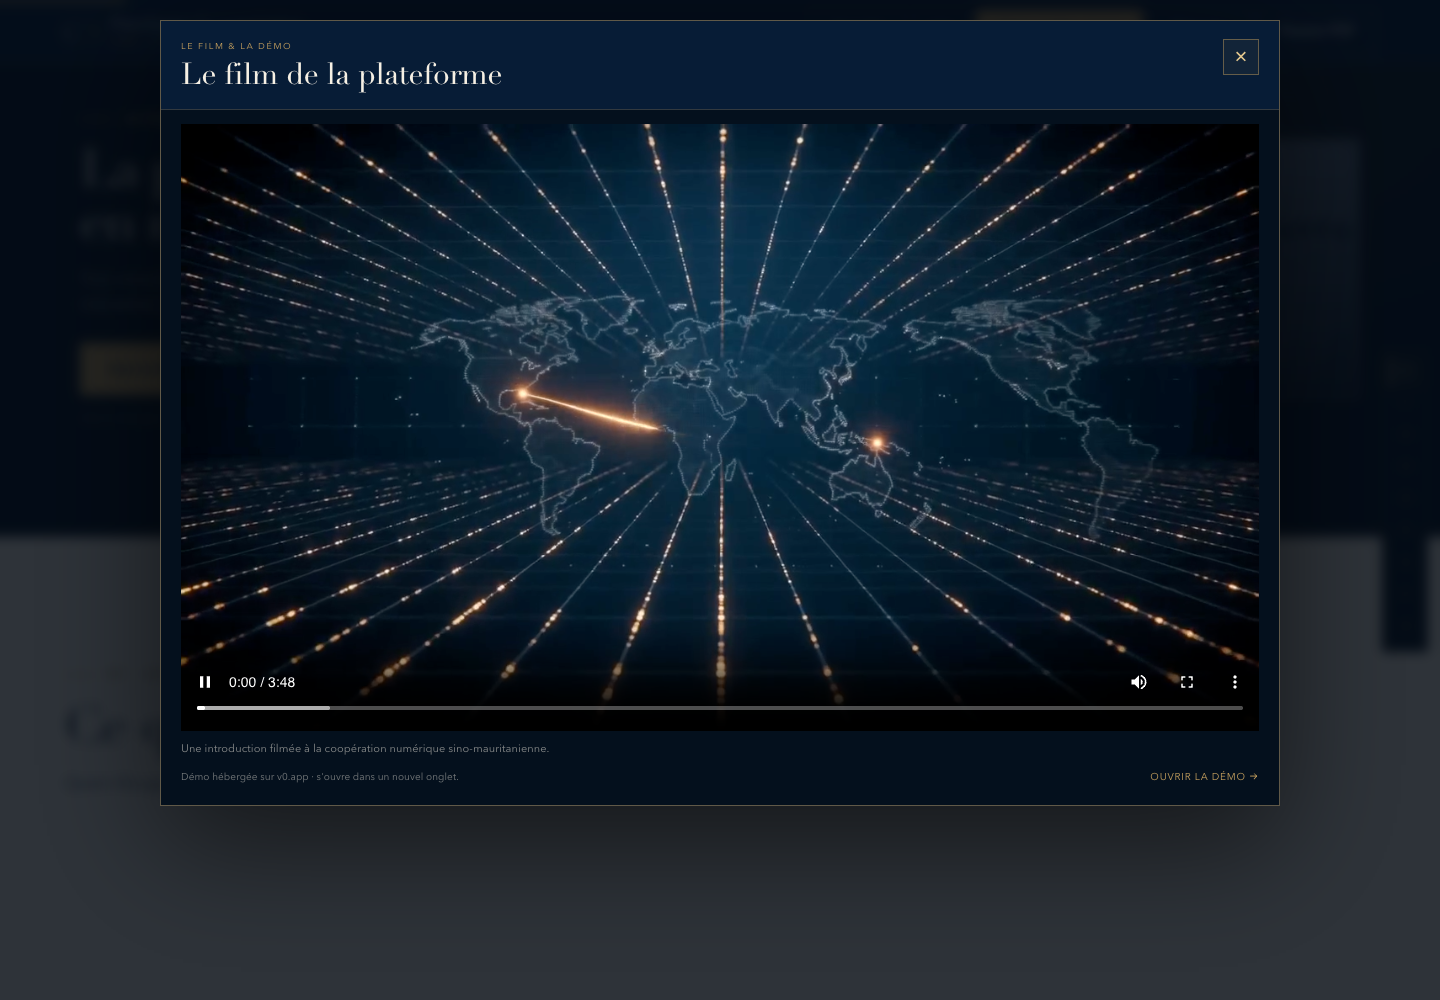 LE FILM & LA DÉMO
Le film de la plateforme
0:00 / 3:48
Une introduction filmée à la coopération numérique sino-mauritanienne.
Démo hébergée sur v0.app · s'ouvre dans un nouvel onglet.
OUVRIR LA DÉMO →